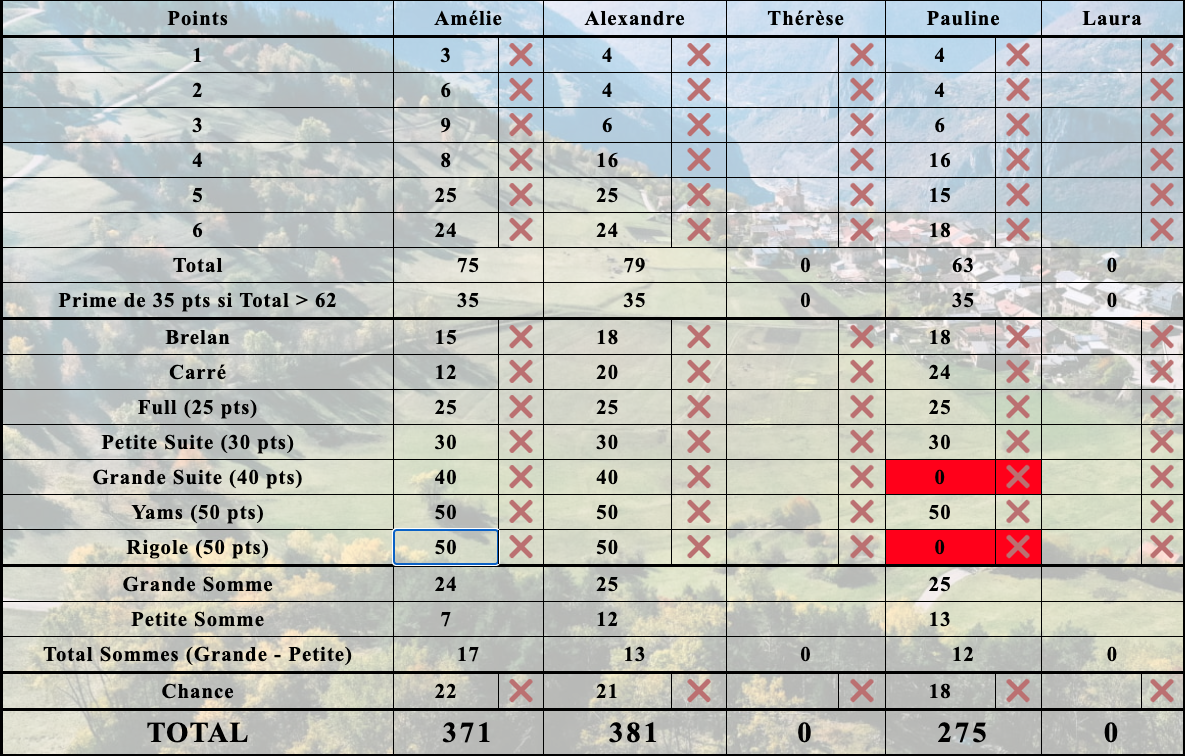 Points Amélie Alexandre Thérèse Pauline Laura
1 3 4 4
2 6 4 4
3 9 6 6
4 8 16 16
5 25 25 15
6 24 24 18
Total 75 79 0 63 0
Prime de 35 pts si Total > 62 35 35 0 35 0
Brelan 15 18 18
Carré 12 20 24
Full (25 pts) 25 25 25
Petite Suite (30 pts) 30 30 30
Grande Suite (40 pts) 40 40 0
Yams (50 pts) 50 50 50
Rigole (50 pts) 50 50 0
Grande Somme 24 25 25
Petite Somme 7 12 13
Total Sommes (Grande - Petite) 17 13 0 12 0
Chance 22 21 18
TOTAL 371 381 0 275 0